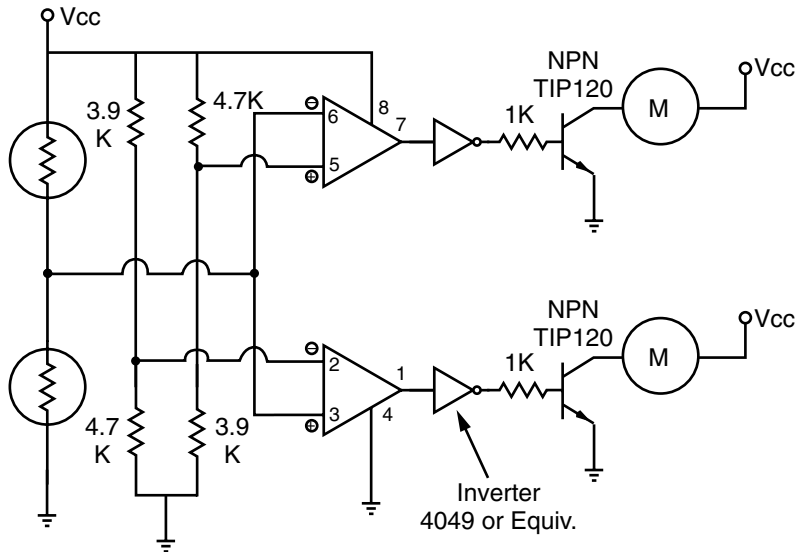 Vcc
3.9
K
4.7K
⊖
6
5
⊕
8
7
1K
NPN
TIP120
M
Vcc
⊖
2
3
⊕
1
4
1K
NPN
TIP120
M
Vcc
4.7
K
3.9
K
Inverter
4049 or Equiv.